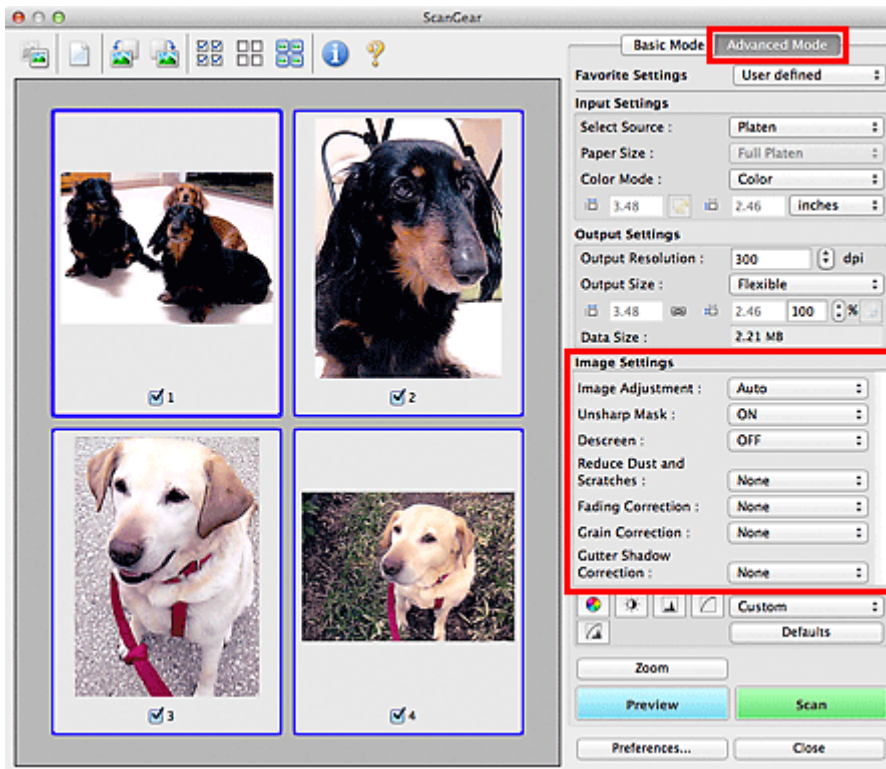 ScanGear
Basic Mode Advanced Mode
Favorite Settings User defined
Input Settings
Select Source : Platen
Paper Size : Full Platen
Color Mode : Color
3.48 2.46 inches
Output Settings
Output Resolution : 300 dpi
Output Size : Flexible
3.48 2.46 100 %
Data Size : 2.21 MB
Image Settings
Image Adjustment : Auto
Unsharp Mask : ON
Descreen : OFF
Reduce Dust and
Scratches : None
Fading Correction : None
Grain Correction : None
Gutter Shadow
Correction : None
Custom
Defaults
Zoom
Preview Scan
Preferences... Close
1
2
3
4